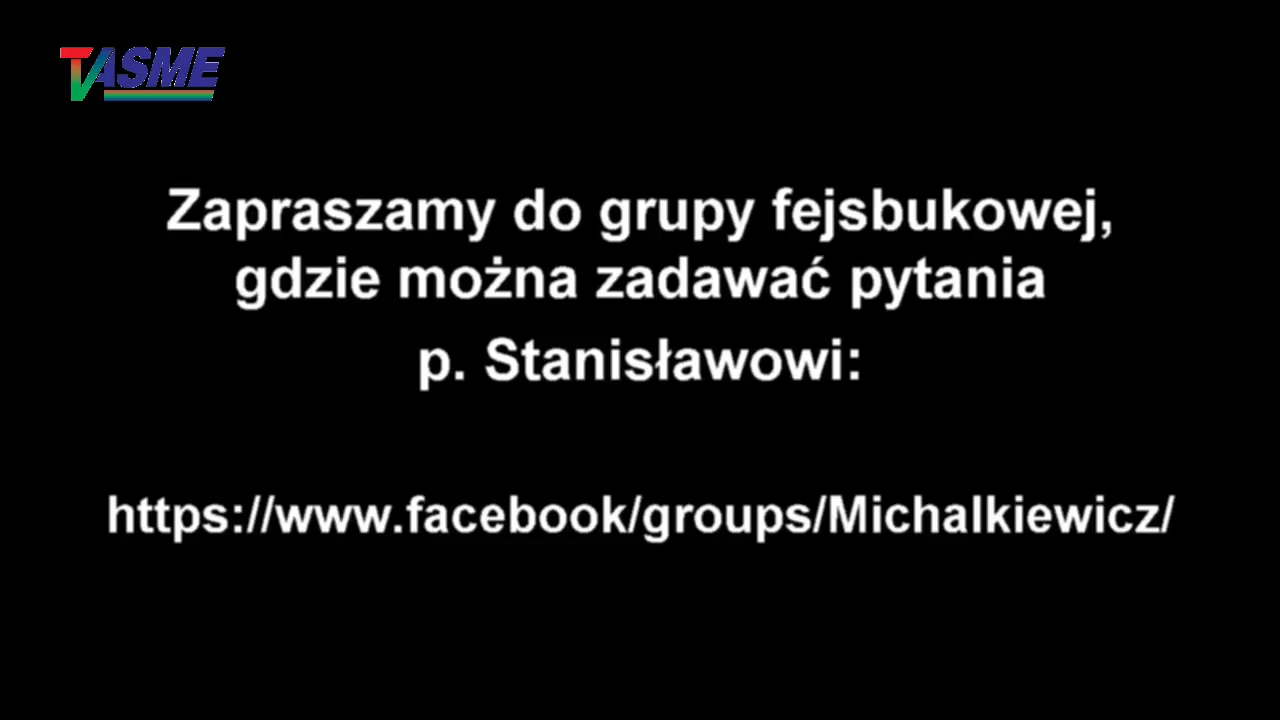 TASME
Zapraszamy do grupy fejsbukowej,
gdzie można zadawać pytania
p. Stanisławowi:
https://www.facebook/groups/Michalkiewicz/